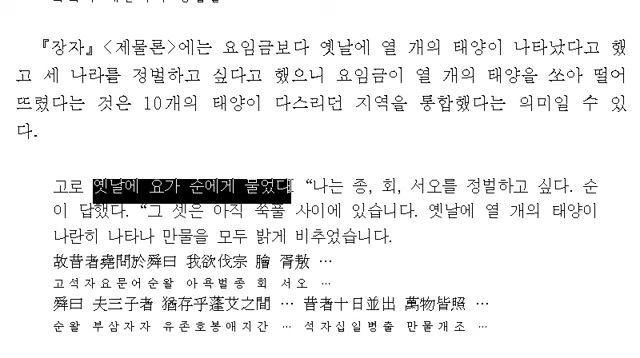 『장자』<제물론>에는 요임금보다 옛날에 열 개의 태양이 나타났다고 했
고 세 나라를 정벌하고 싶다고 했으니 요임금이 열 개의 태양을 쏘아 떨어
뜨렸다는 것은 10개의 태양이 다스리던 지역을 통합했다는 의미일 수 있
다.
고로 옛날에 요가 순에게 물었다. “나는 종, 회, 서오를 정벌하고 싶다. 순
이 답했다. “그 셋은 아직 쑥풀 사이에 있습니다. 옛날에 열 개의 태양이
나란히 나타나 만물을 모두 밝게 비추었습니다.
故昔者堯問於舜曰 我欲伐宗 膾 胥敖 …
고석자요문어순왈 아욕벌종 회 서오 …
舜曰 夫三子者 猶存乎蓬艾之間 … 昔者十日並出 萬物皆照 …
순왈 부삼자자 유존호봉애지간 … 석자십일병출 만물개조 …